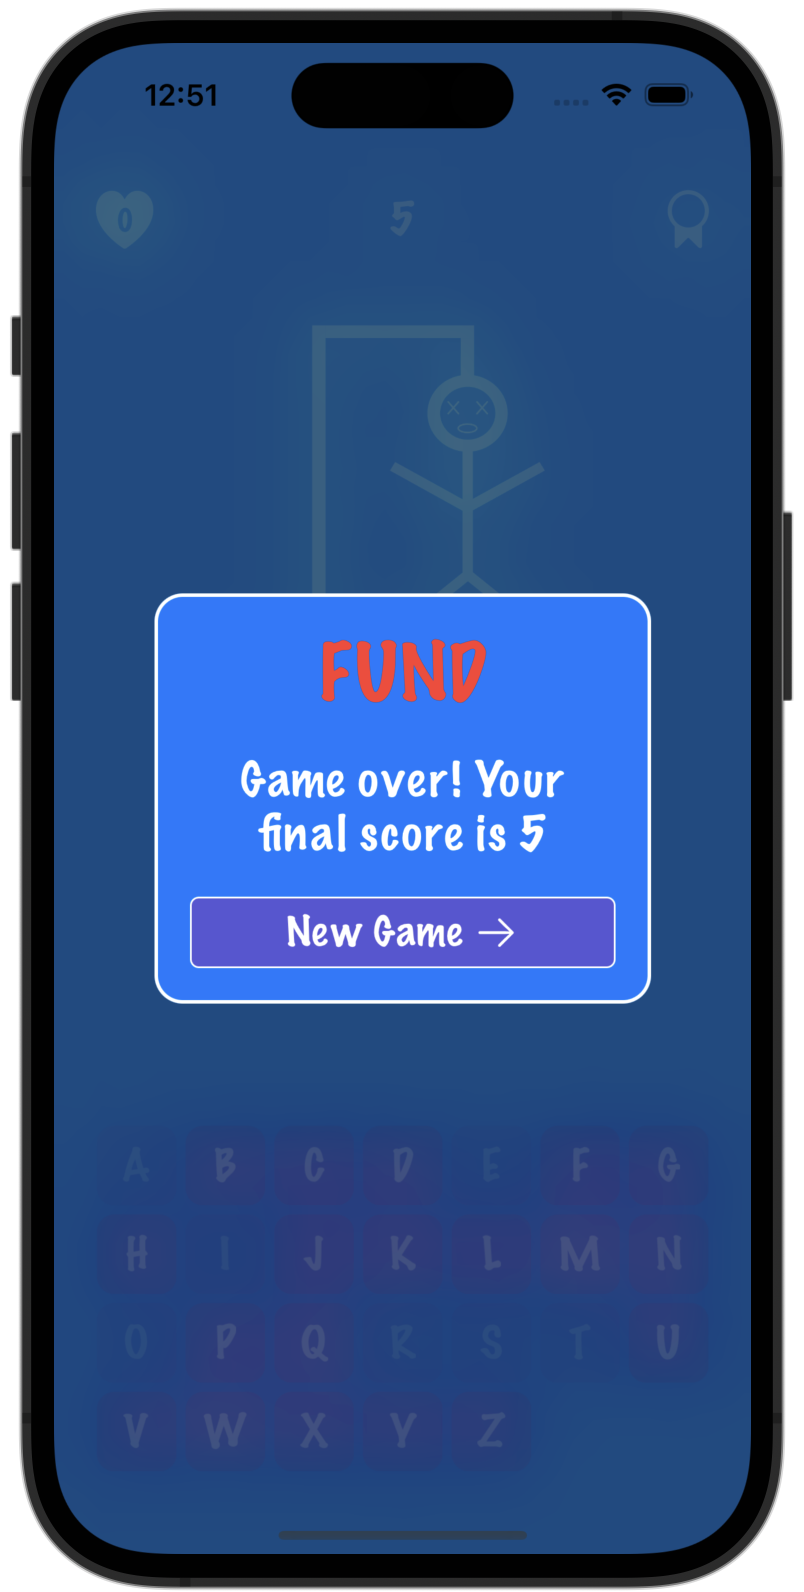 12:51
0
5
FUND
Game over! Your
final score is 5
New Game →
A B C D E F G
H I J K L M N
O P Q R S T U
V W X Y Z